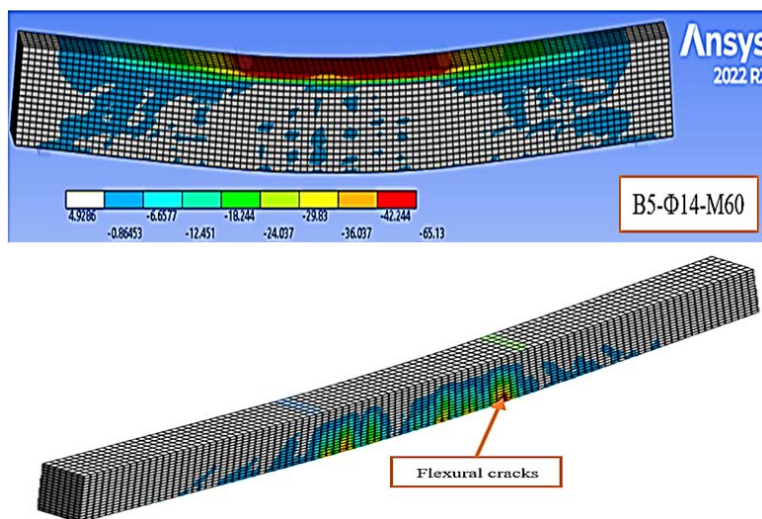 Ansys
2022 R
B5-Φ14-M60
4.9286 -6.6577 -18.244 -29.83 -42.244
-0.86453 -12.451 -24.037 -36.037 -65.13
Flexural cracks